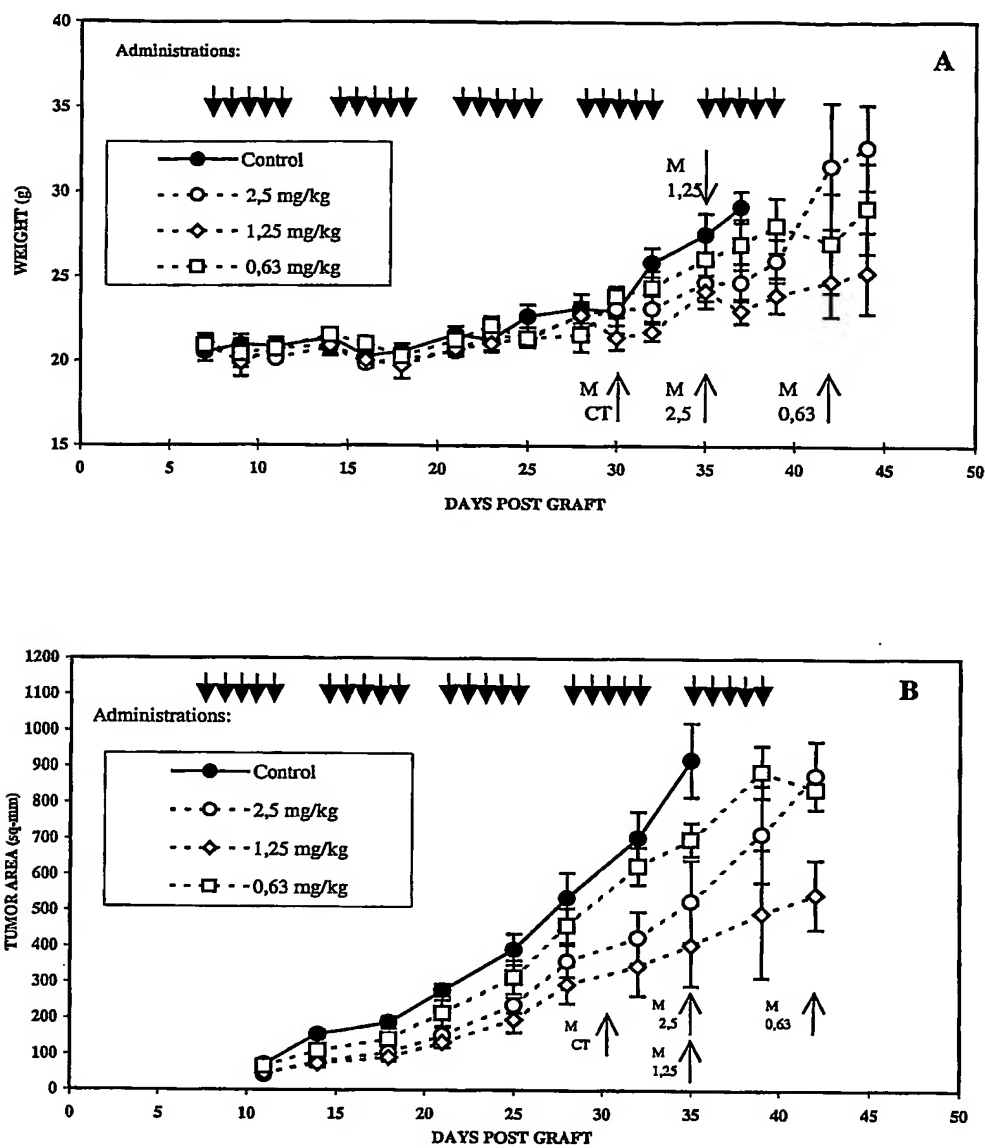 40
35
30
25
20
15
WEIGHT (g)
Administrations:
A
Control
2,5 mg/kg
1,25 mg/kg
0,63 mg/kg
M
1,25
M
CT
M
2,5
M
0,63
0 5 10 15 20 25 30 35 40 45 50
DAYS POST GRAFT
1200
1100
1000
900
800
700
600
500
400
300
200
100
0
TUMOR AREA (sq-mm)
B
Administrations:
Control
2,5 mg/kg
1,25 mg/kg
0,63 mg/kg
M
CT
M
2,5
M
1,25
M
0,63
0 5 10 15 20 25 30 35 40 45 50
DAYS POST GRAFT